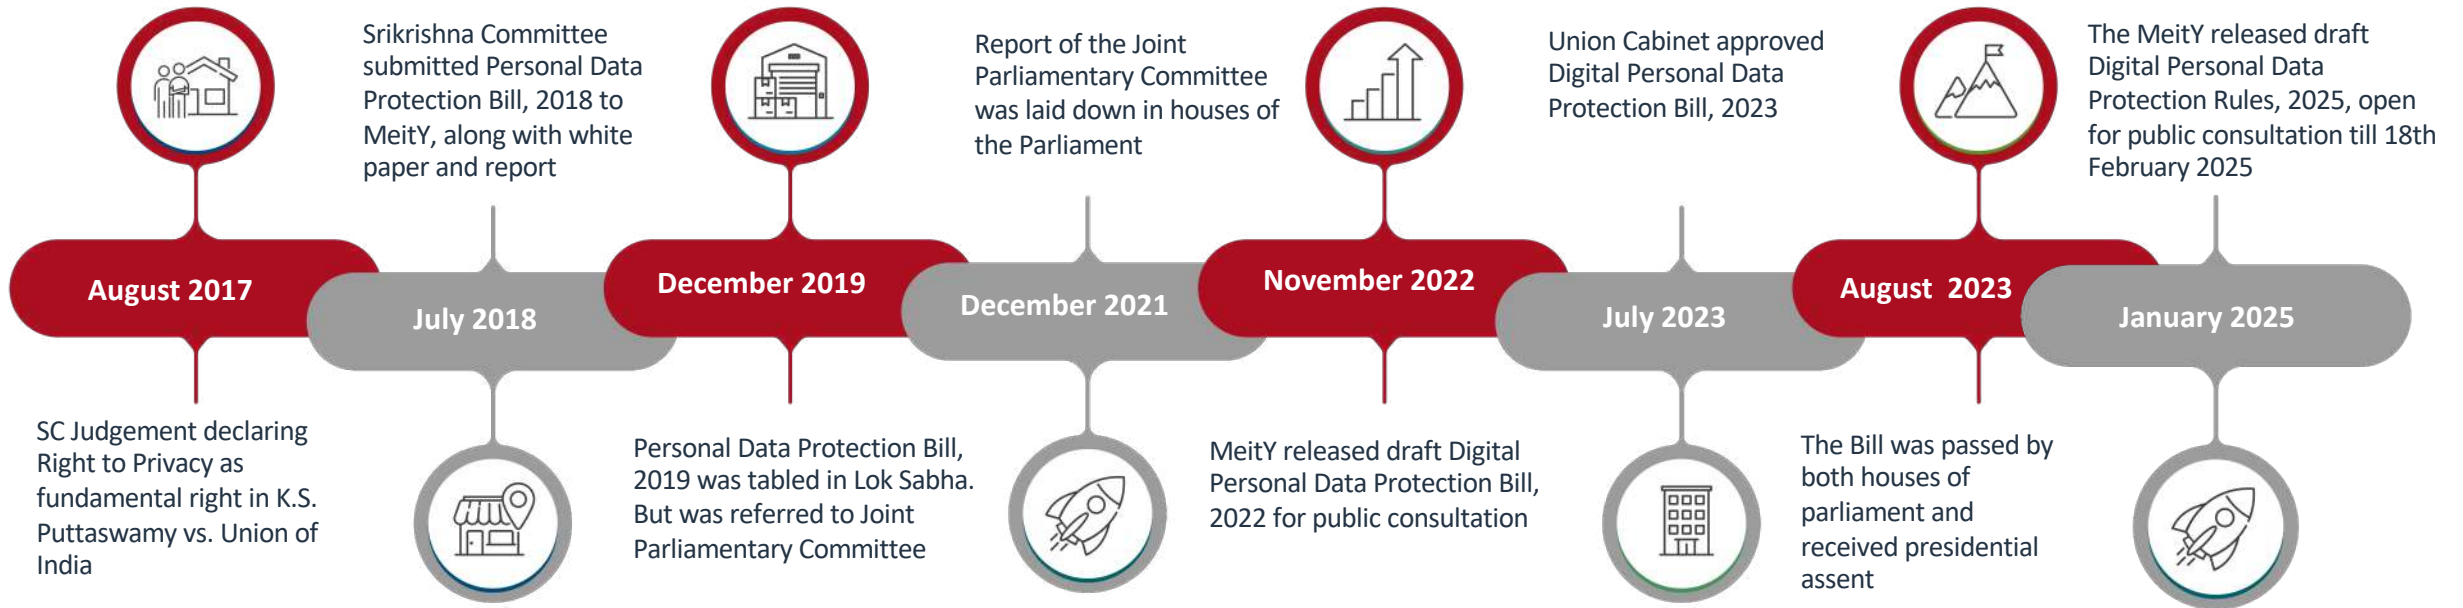 August 2017
SC Judgement declaring
Right to Privacy as
fundamental right in K.S.
Puttaswamy vs. Union of
India
Srikrishna Committee
submitted Personal Data
Protection Bill, 2018 to
MeitY, along with white
paper and report
July 2018
December 2019
Personal Data Protection Bill,
2019 was tabled in Lok Sabha.
But was referred to Joint
Parliamentary Committee
Report of the Joint
Parliamentary Committee
was laid down in houses of
the Parliament
December 2021
November 2022
MeitY released draft Digital
Personal Data Protection Bill,
2022 for public consultation
Union Cabinet approved
Digital Personal Data
Protection Bill, 2023
July 2023
August 2023
The Bill was passed by
both houses of
parliament and
received presidential
assent
The MeitY released draft
Digital Personal Data
Protection Rules, 2025, open
for public consultation till 18th
February 2025
January 2025